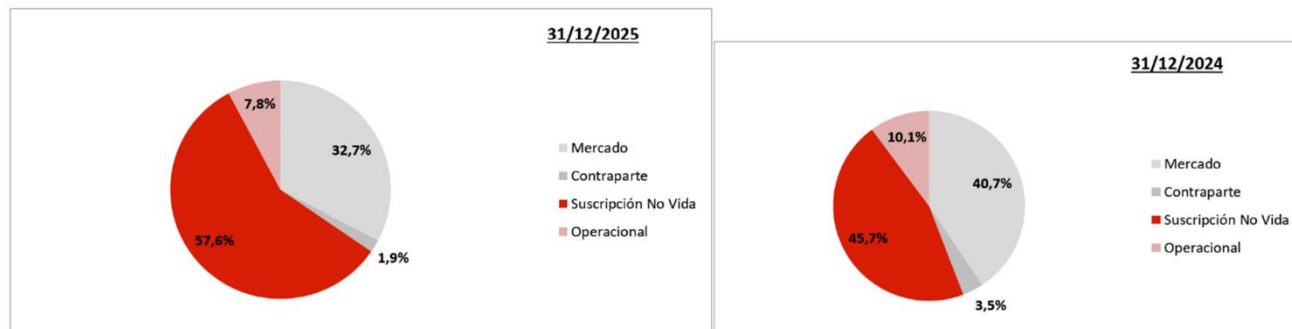 31/12/2025
7,8%
32,7%
57,6%
1,9%
Mercado
Contraparte
Suscripción No Vida
Operacional
31/12/2024
10,1%
40,7%
45,7%
3,5%
Mercado
Contraparte
Suscripción No Vida
Operacional